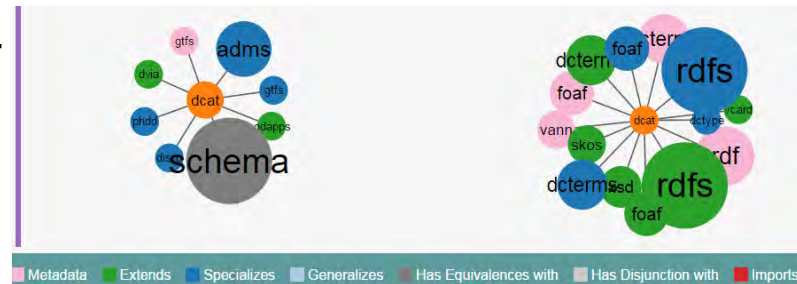 gtfs
adms
dvia
dcat
gtfs
phdd
odapps
disco
schema
foaf
dcterms
rdfs
foaf
dcat
vcard
dctype
vann
skos
rdf
dcterms
xsd
rdfs
foaf
Metadata Extends Specializes Generalizes Has Equivalences with Has Disjunction with Imports